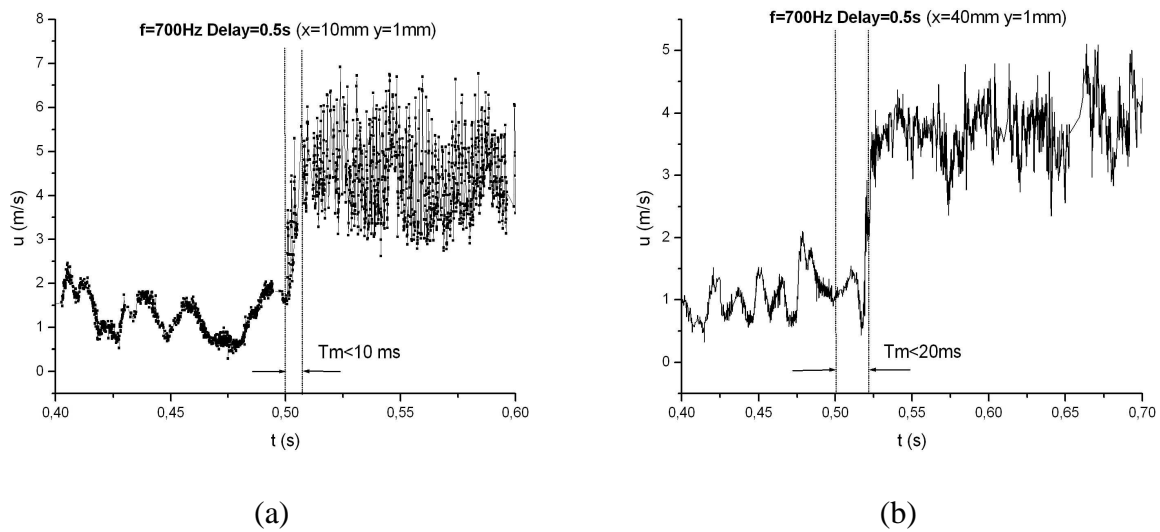 f=700Hz Delay=0.5s (x=10mm y=1mm)
8
7
6
5
4
3
2
1
0
u (m/s)
Tm<10 ms
0,40 0,45 0,50 0,55 0,60
t (s)
(a)
f=700Hz Delay=0.5s (x=40mm y=1mm)
5
4
3
2
1
0
u (m/s)
Tm<20ms
0,40 0,45 0,50 0,55 0,60 0,65 0,70
t (s)
(b)